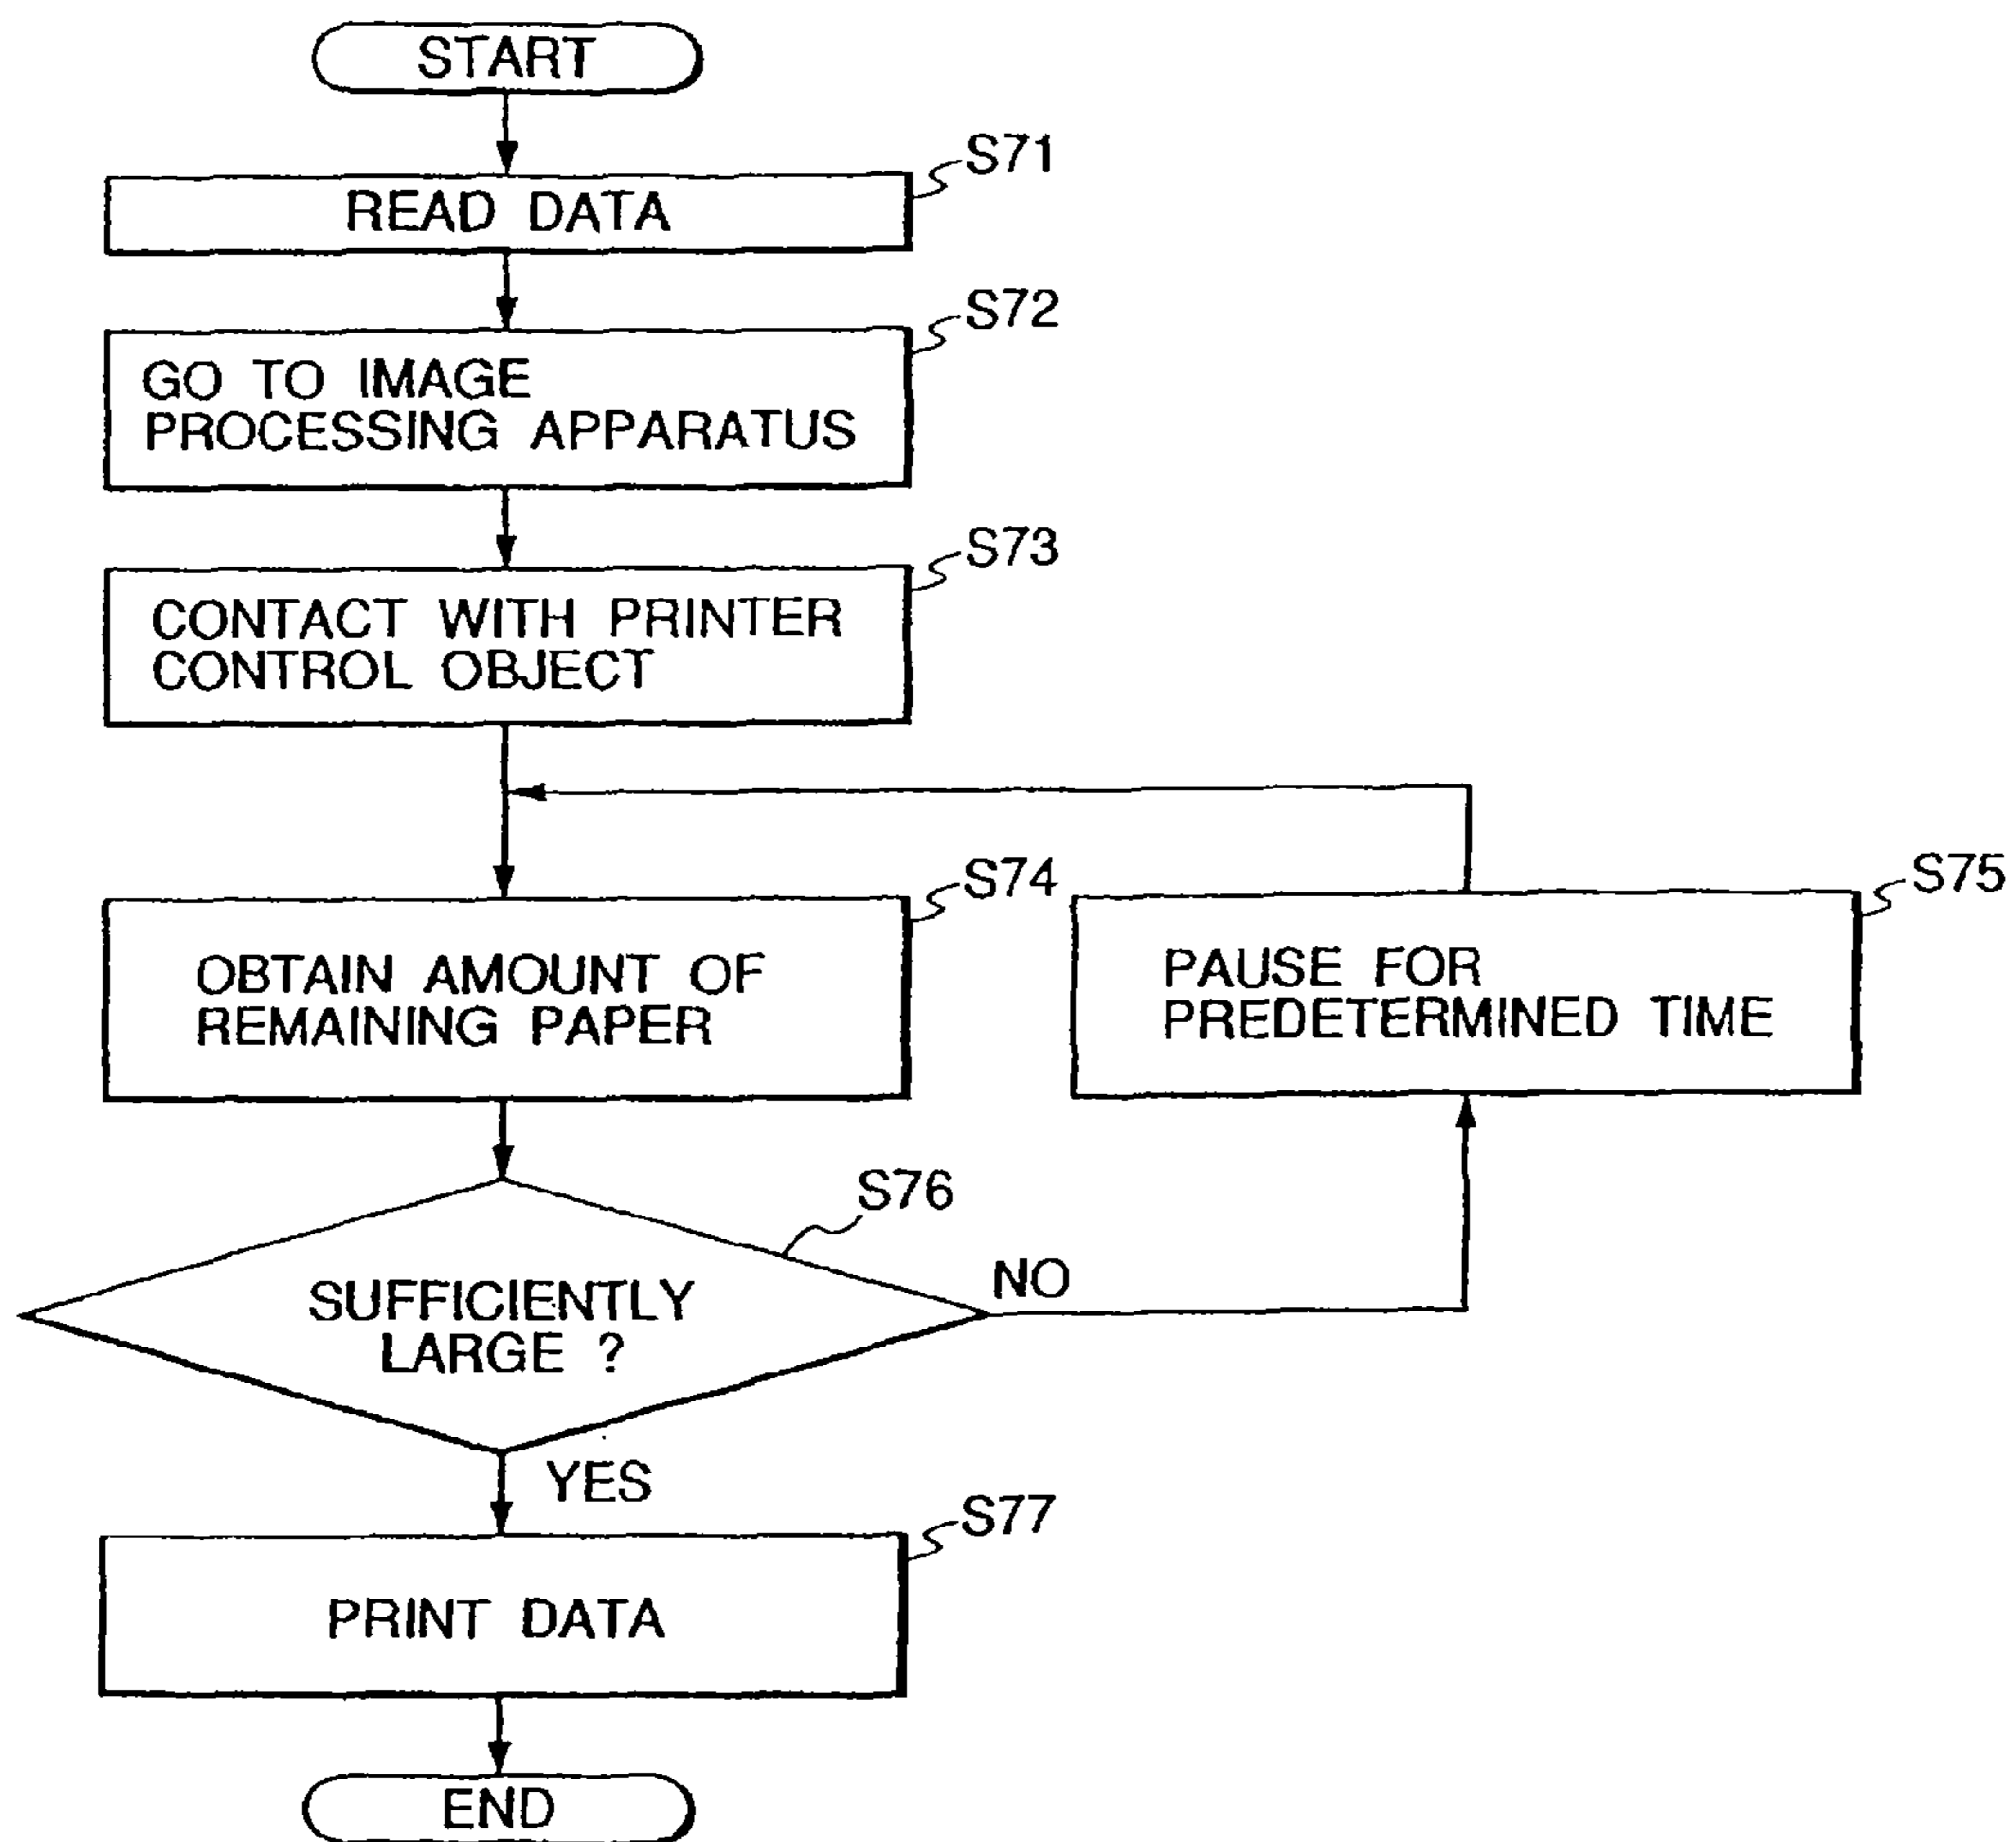 START
S71
READ DATA
S72
GO TO IMAGE
PROCESSING APPARATUS
S73
CONTACT WITH PRINTER
CONTROL OBJECT
S74
OBTAIN AMOUNT OF
REMAINING PAPER
S75
PAUSE FOR
PREDETERMINED TIME
S76
SUFFICIENTLY
LARGE ?
NO
YES
S77
PRINT DATA
END